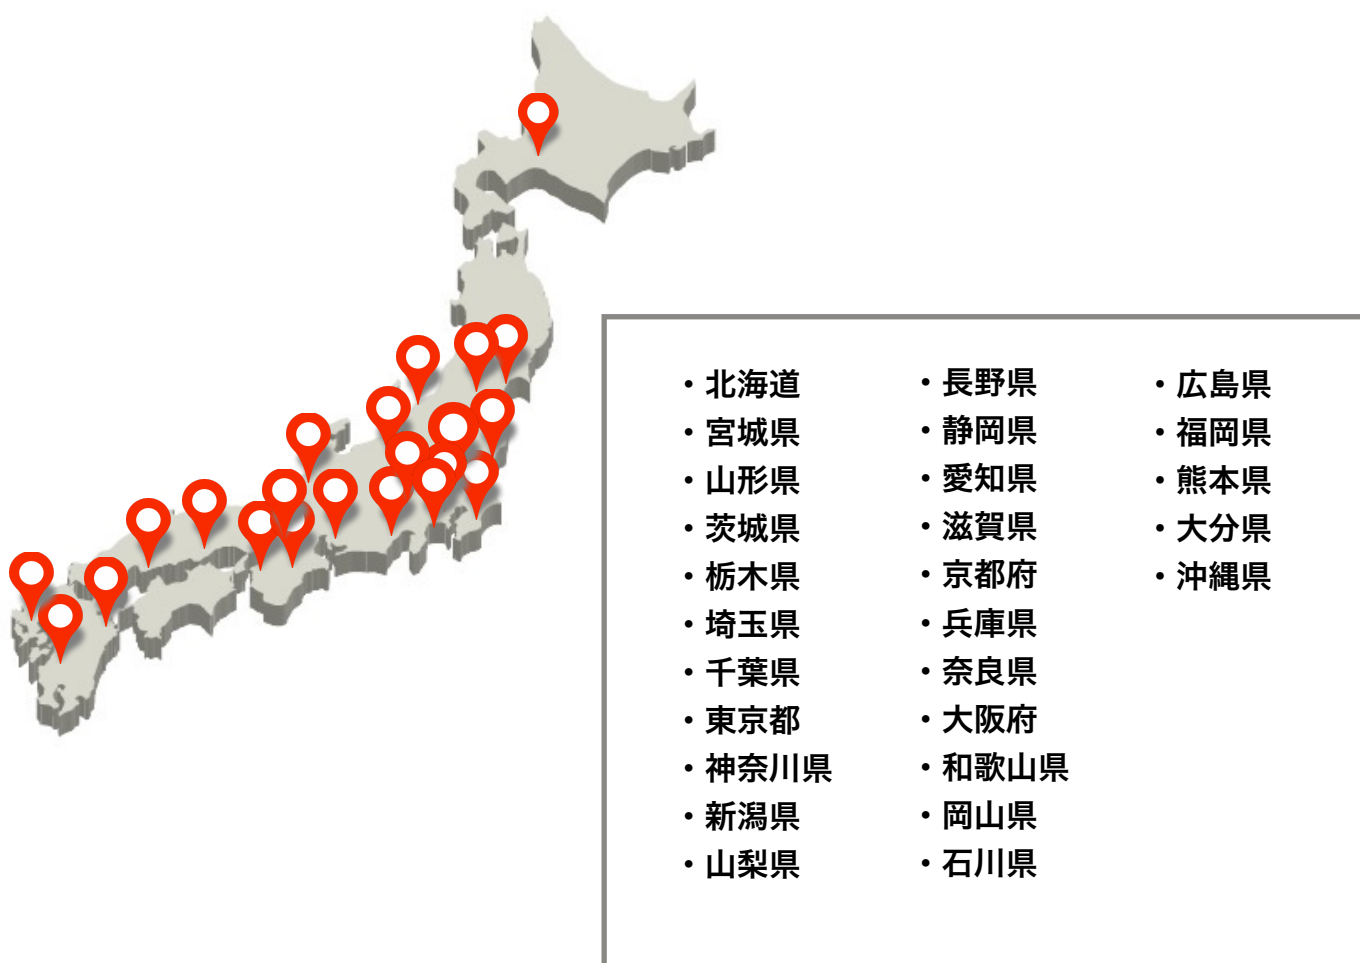 ・北海道
・宮城県
・山形県
・茨城県
・栃木県
・埼玉県
・千葉県
・東京都
・神奈川県
・新潟県
・山梨県
・長野県
・静岡県
・愛知県
・滋賀県
・京都府
・兵庫県
・奈良県
・大阪府
・和歌山県
・岡山県
・石川県
・広島県
・福岡県
・熊本県
・大分県
・沖縄県